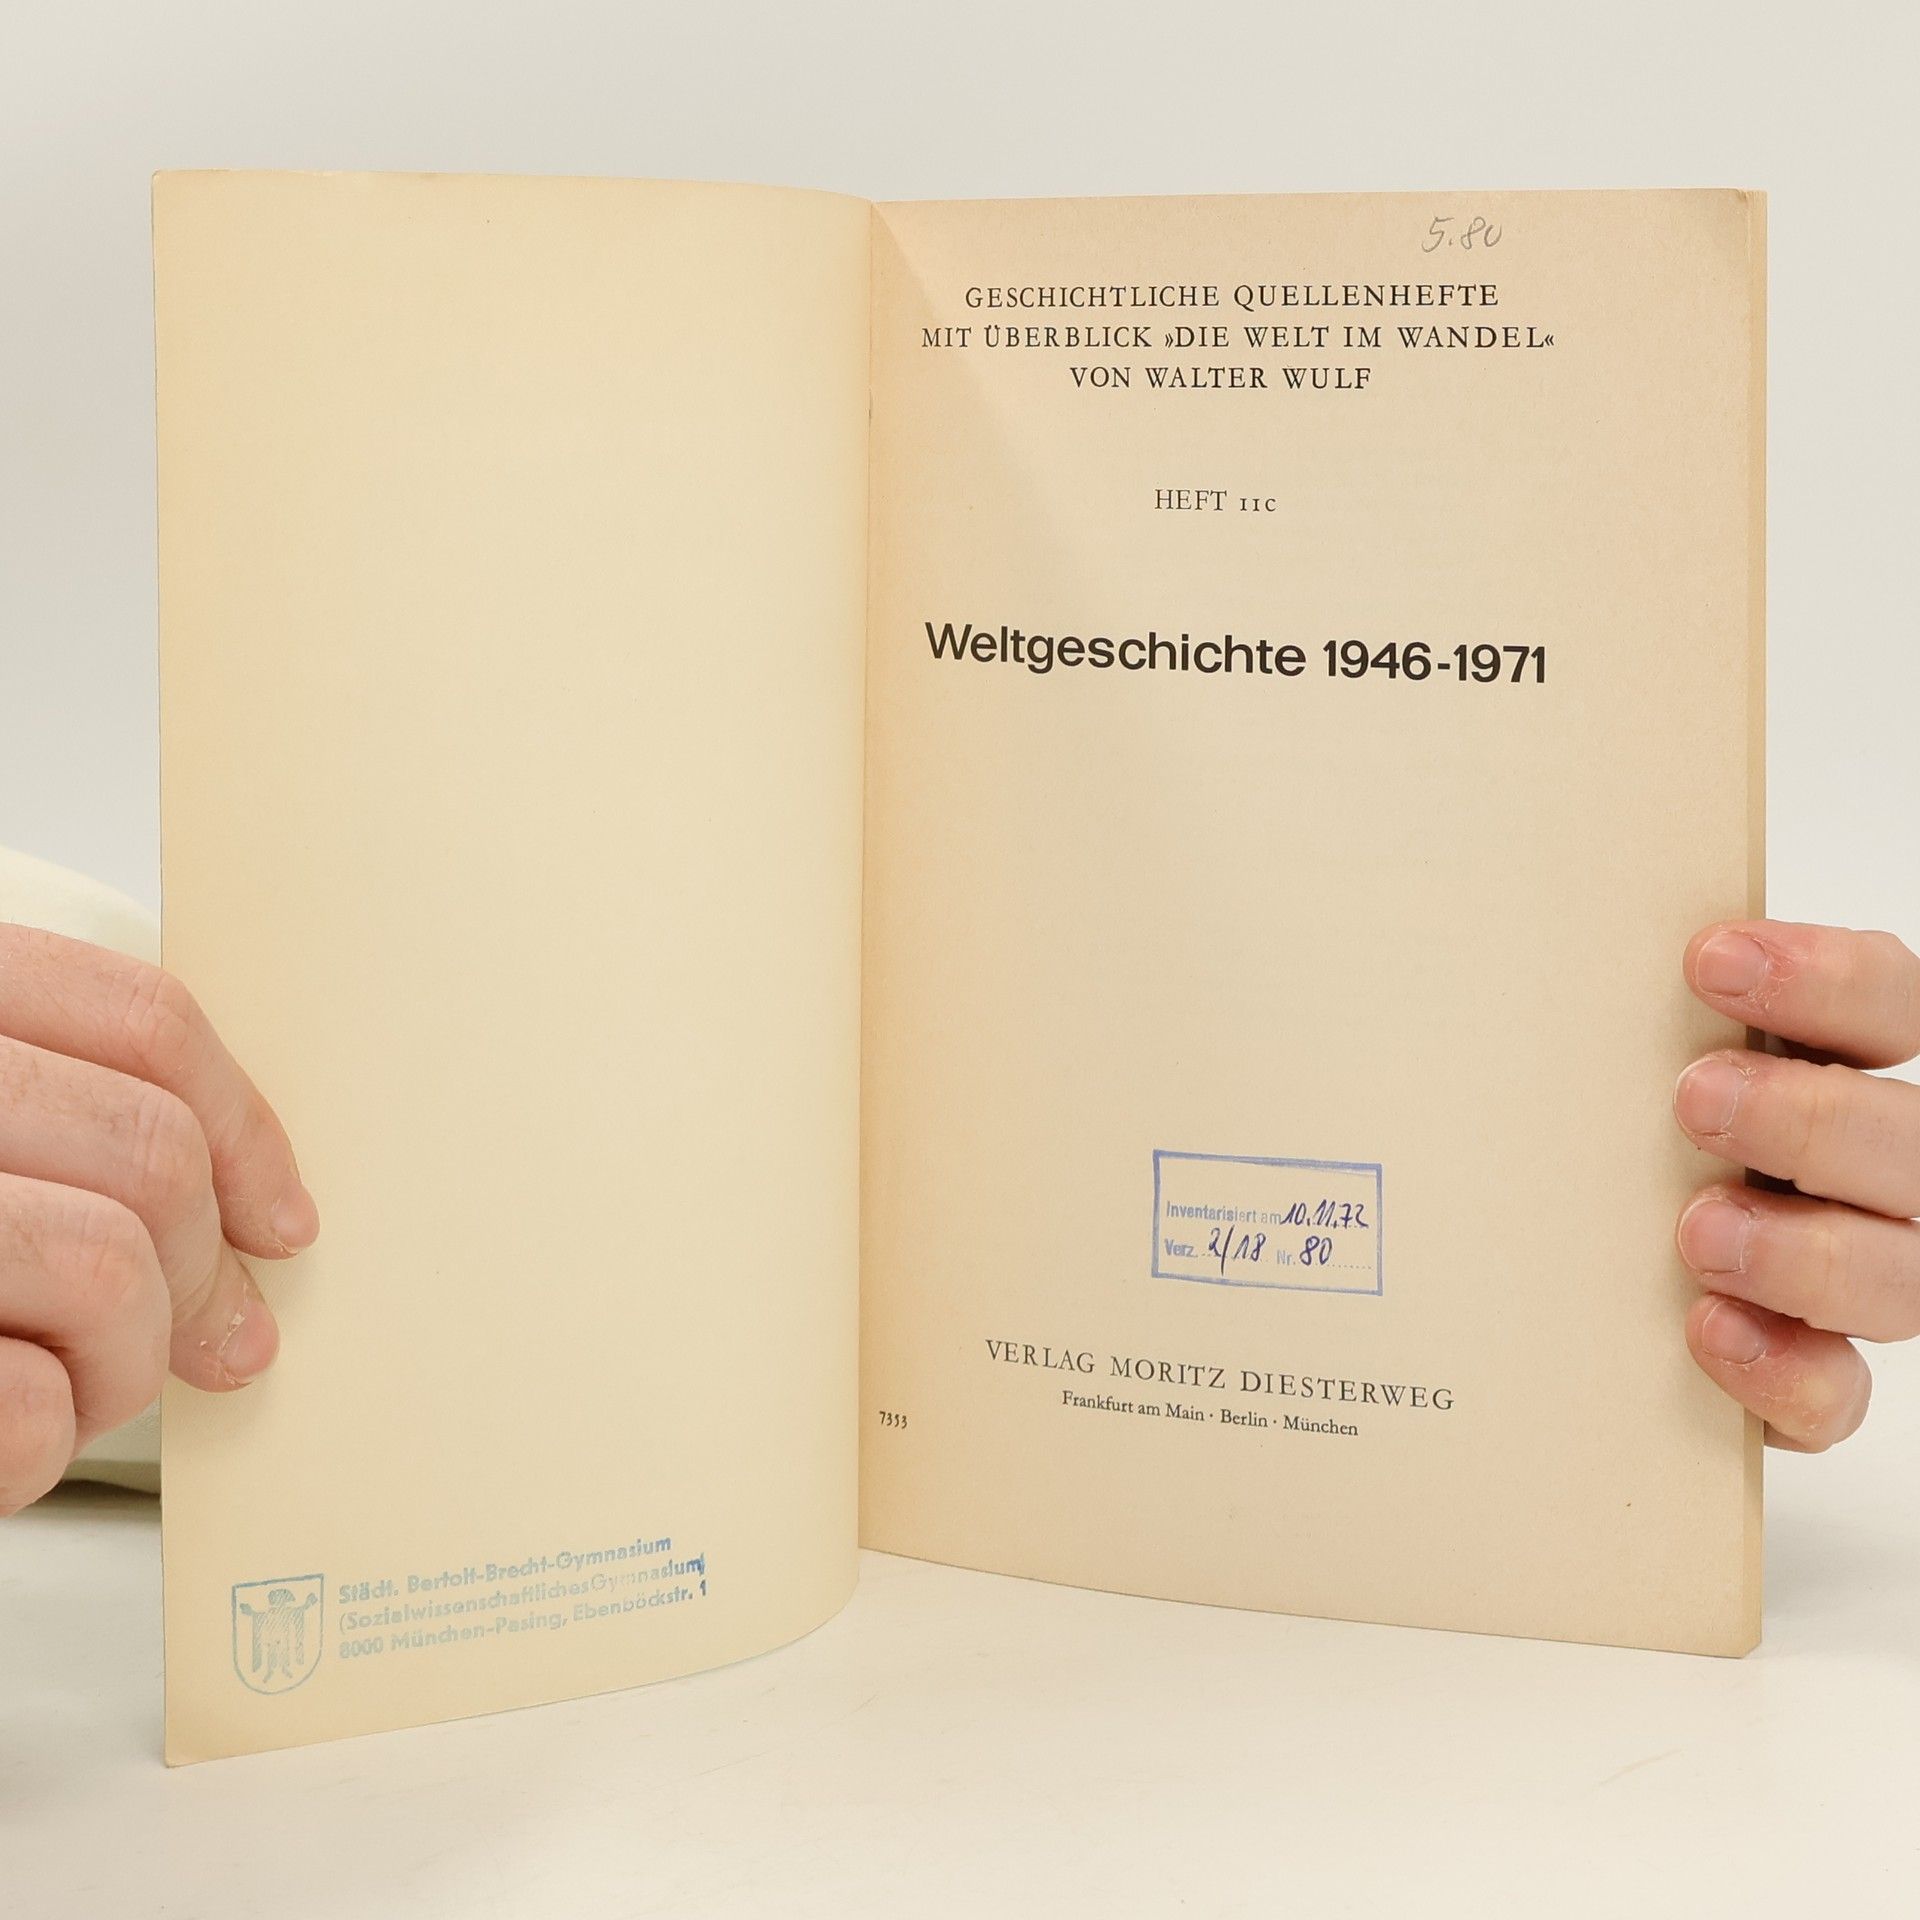 Städt. Bertolt-Brecht-Gymnasium
(Sozialwissenschaftliches Gymnasium)
8000 München-Pasing, Ebenböckstr. 1
5.80
GESCHICHTLICHE QUELLENHEFTE
MIT ÜBERBLICK »DIE WELT IM WANDEL«
VON WALTER WULF
HEFT 11C
Weltgeschichte 1946-1971
Inventarisiert am 10.11.72
Verz. 2/18 Nr. 80
VERLAG MORITZ DIESTERWEG
Frankfurt am Main · Berlin · München
7353